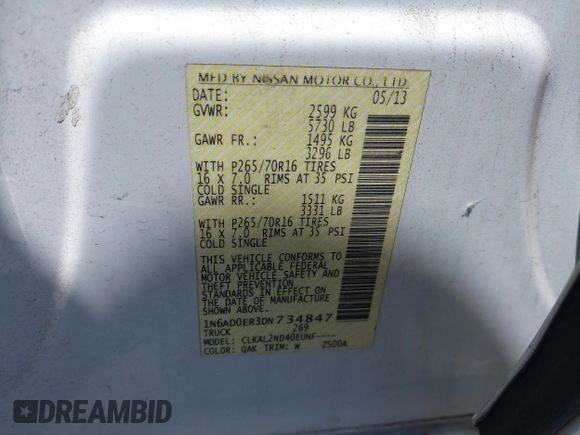 MFD BY NISSAN MOTOR CO., LTD.
DATE: 05/13
GVWR: 2599 KG
5730 LB
GAWR FR.: 1495 KG
3296 LB
WITH P265/70R16 TIRES
16 X 7.0 RIMS AT 35 PSI
COLD SINGLE
GAWR RR.: 1511 KG
3331 LB
WITH P265/70R16 TIRES
16 X 7.0 RIMS AT 35 PSI
COLD SINGLE
THIS VEHICLE CONFORMS TO
ALL APPLICABLE FEDERAL
MOTOR VEHICLE SAFETY AND
THEFT PREVENTION
STANDARDS IN EFFECT ON
THE DATE OF MANUFACTURE
SHOWN ABOVE.
1N6AD0ER3DN734847
TRUCK 269
MODEL: CLKAL2ND40EUNF----
COLOR: QAK TRIM: W 2500A
DREAMBID